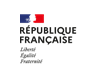 RÉPUBLIQUE
FRANÇAISE
Liberté
Égalité
Fraternité